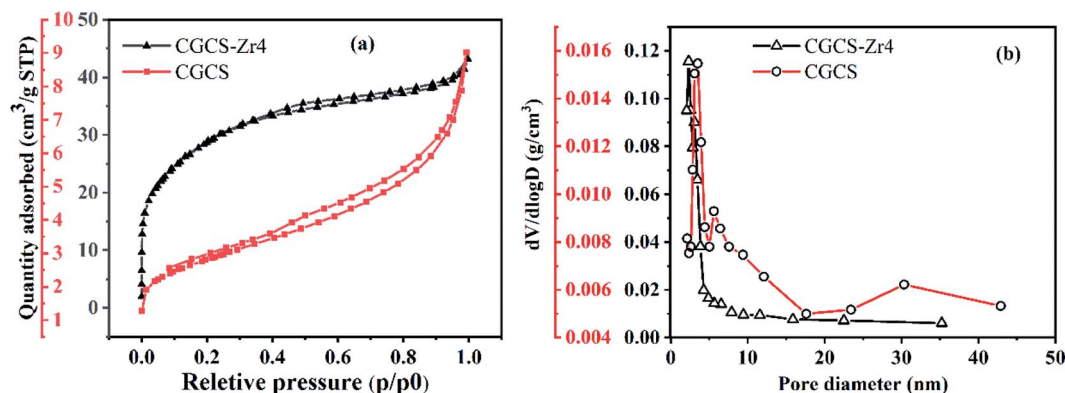 (a)
CGCS-Zr4
CGCS
Quantity adsorbed (cm³/g STP)
9
8
7
6
5
4
3
2
1
50
40
30
20
10
0
0.0 0.2 0.4 0.6 0.8 1.0
Reletive pressure (p/p0)
(b)
CGCS-Zr4
CGCS
dV/dlogD (g/cm³)
0.016
0.014
0.012
0.010
0.008
0.006
0.004
0.12
0.10
0.08
0.06
0.04
0.02
0.00
0 10 20 30 40 50
Pore diameter (nm)